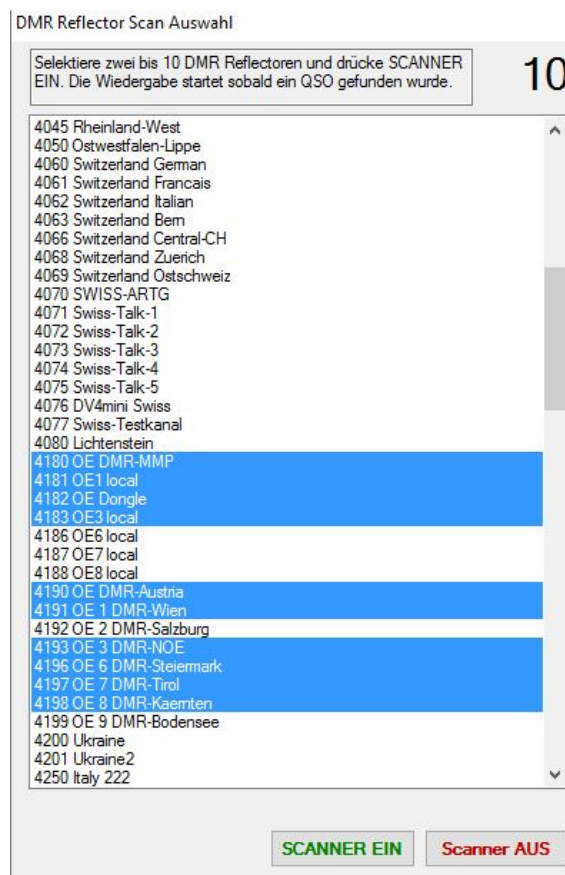 DMR Reflector Scan Auswahl
Selektiere zwei bis 10 DMR Reflectoren und drücke SCANNER
EIN. Die Wiedergabe startet sobald ein QSO gefunden wurde.
10
4045 Rheinland-West
4050 Ostwestfalen-Lippe
4060 Switzerland German
4061 Switzerland Francais
4062 Switzerland Italian
4063 Switzerland Bern
4066 Switzerland Central-CH
4068 Switzerland Zuerich
4069 Switzerland Ostschweiz
4070 SWISS-ARTG
4071 Swiss-Talk-1
4072 Swiss-Talk-2
4073 Swiss-Talk-3
4074 Swiss-Talk-4
4075 Swiss-Talk-5
4076 DV4mini Swiss
4077 Swiss-Testkanal
4080 Lichtenstein
4180 OE DMR-MMP
4181 OE1 local
4182 OE Dongle
4183 OE3 local
4186 OE6 local
4187 OE7 local
4188 OE8 local
4190 OE DMR-Austria
4191 OE 1 DMR-Wien
4192 OE 2 DMR-Salzburg
4193 OE 3 DMR-NOE
4196 OE 6 DMR-Steiermark
4197 OE 7 DMR-Tirol
4198 OE 8 DMR-Kaernten
4199 OE 9 DMR-Bodensee
4200 Ukraine
4201 Ukraine2
4250 Italy 222
SCANNER EIN
Scanner AUS